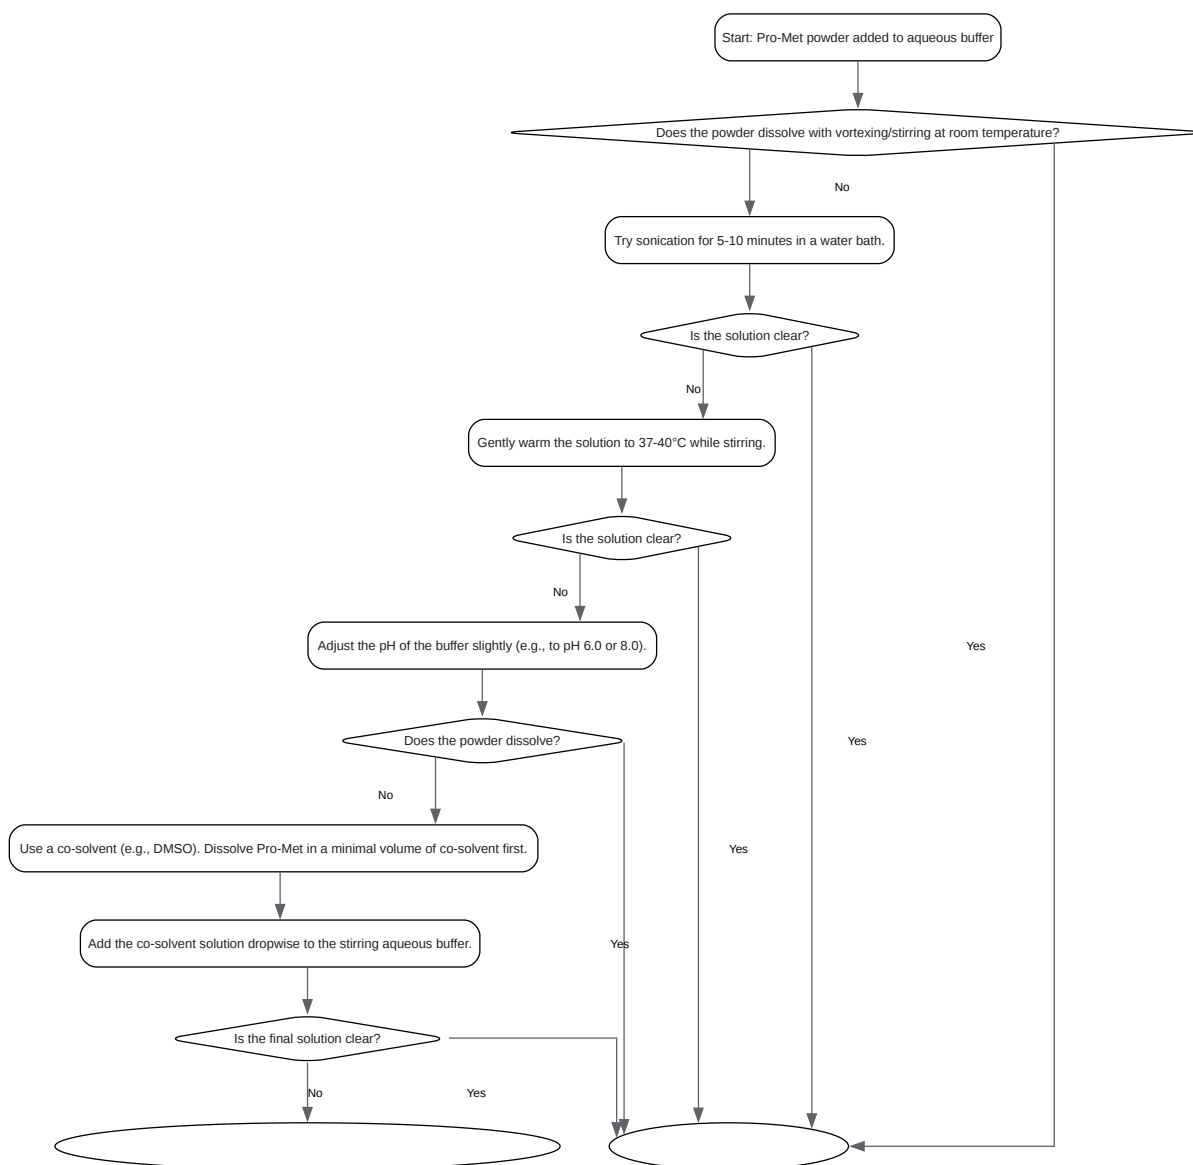 Start: Pro-Met powder added to aqueous buffer
Does the powder dissolve with vortexing/stirring at room temperature?
No
Try sonication for 5-10 minutes in a water bath.
Is the solution clear?
No
Gently warm the solution to 37-40°C while stirring.
Is the solution clear?
No
Adjust the pH of the buffer slightly (e.g., to pH 6.0 or 8.0).
Yes
Does the powder dissolve?
Yes
No
Use a co-solvent (e.g., DMSO). Dissolve Pro-Met in a minimal volume of co-solvent first.
Yes
Add the co-solvent solution dropwise to the stirring aqueous buffer.
Yes
Is the final solution clear?
No
Yes